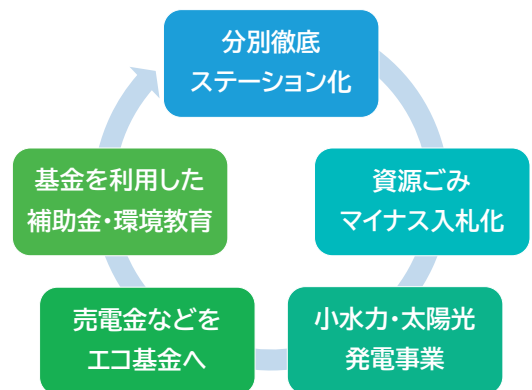 分別徹底
ステーション化
資源ごみ
マイナス入札化
小水力・太陽光
発電事業
売電金などを
エコ基金へ
基金を利用した
補助金・環境教育